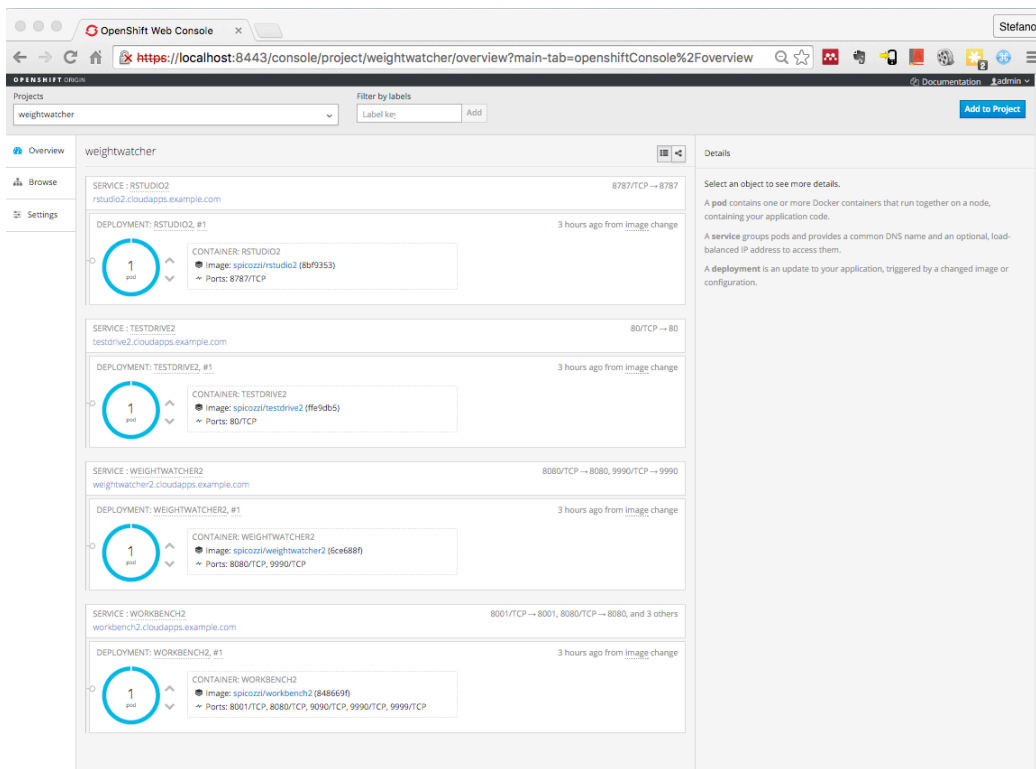 OpenShift Web Console
Stefano
https://localhost:8443/console/project/weightwatcher/overview?main-tab=openshiftConsole%2Foverview
2
OPENSHIFT ORIGIN
Documentation admin
Projects
Filter by labels
weightwatcher
Label key
Add
Add to Project
Overview
Browse
Settings
weightwatcher
SERVICE : RSTUDIO2 8787/TCP → 8787
rstudio2.cloudapps.example.com
DEPLOYMENT: RSTUDIO2, #1 3 hours ago from image change
1
pod
CONTAINER: RSTUDIO2
Image: spicozzi/rstudio2 (8bf9353)
Ports: 8787/TCP
SERVICE : TESTDRIVE2 80/TCP → 80
testdrive2.cloudapps.example.com
DEPLOYMENT: TESTDRIVE2, #1 3 hours ago from image change
1
pod
CONTAINER: TESTDRIVE2
Image: spicozzi/testdrive2 (ffe9db5)
Ports: 80/TCP
SERVICE : WEIGHTWATCHER2 8080/TCP → 8080, 9990/TCP → 9990
weightwatcher2.cloudapps.example.com
DEPLOYMENT: WEIGHTWATCHER2, #1 3 hours ago from image change
1
pod
CONTAINER: WEIGHTWATCHER2
Image: spicozzi/weightwatcher2 (6ce688f)
Ports: 8080/TCP, 9990/TCP
SERVICE : WORKBENCH2 8001/TCP → 8001, 8080/TCP → 8080, and 3 others
workbench2.cloudapps.example.com
DEPLOYMENT: WORKBENCH2, #1 3 hours ago from image change
1
pod
CONTAINER: WORKBENCH2
Image: spicozzi/workbench2 (848669f)
Ports: 8001/TCP, 8080/TCP, 9090/TCP, 9990/TCP, 9999/TCP
Details
Select an object to see more details.
A pod contains one or more Docker containers that run together on a node,
containing your application code.
A service groups pods and provides a common DNS name and an optional, load-
balanced IP address to access them.
A deployment is an update to your application, triggered by a changed image or
configuration.